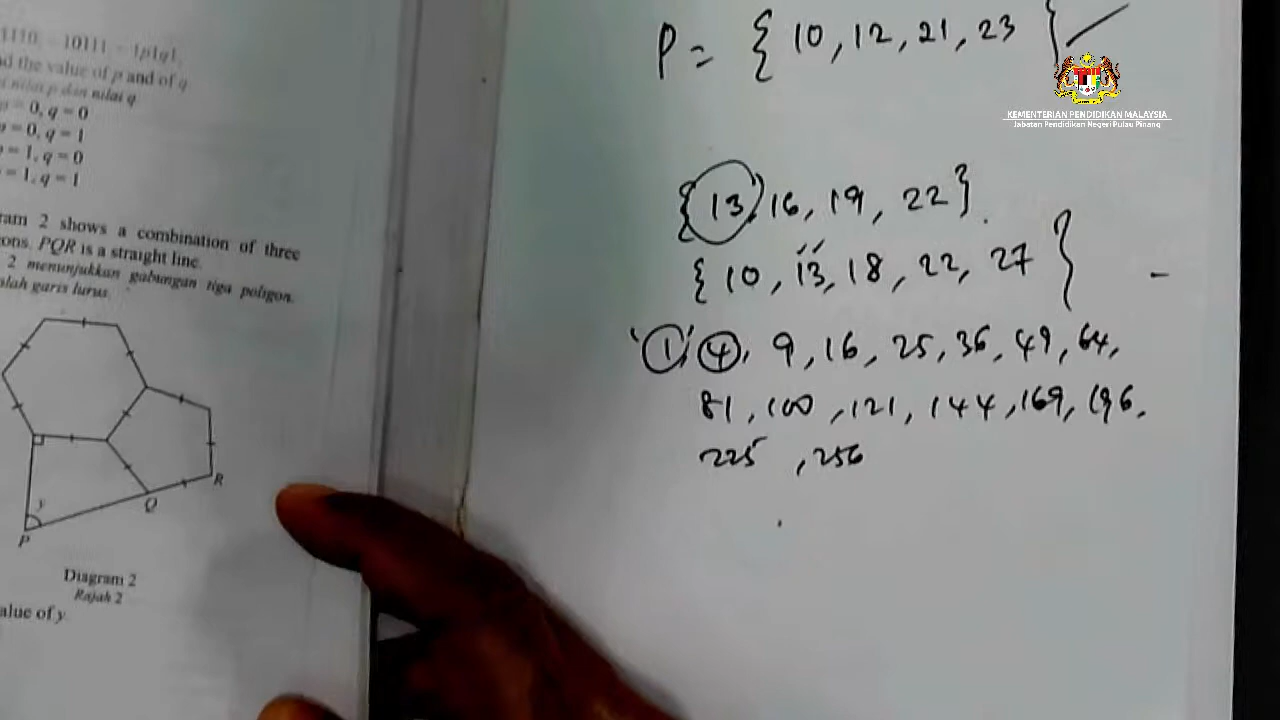 1110 - 10111 = 1p1q1
d the value of p and of q
nilai p dan nilai q
= 0, q = 0
= 0, q = 1
= 1, q = 0
= 1, q = 1
ram 2 shows a combination of three
ons. PQR is a straight line.
2 menunjukkan gabungan tiga poligon.
alah garis lurus.
y
P
Q
R
Diagram 2
Rajah 2
alue of y.
P = { 10, 12, 21, 23 }
KEMENTERIAN PENDIDIKAN MALAYSIA
Jabatan Pendidikan Negeri Pulau Pinang
{ 13, 16, 19, 22 }.
{ 10, 13, 18, 22, 27 } -
1, 4, 9, 16, 25, 36, 49, 64,
81, 100, 121, 144, 169, 196,
225, 256